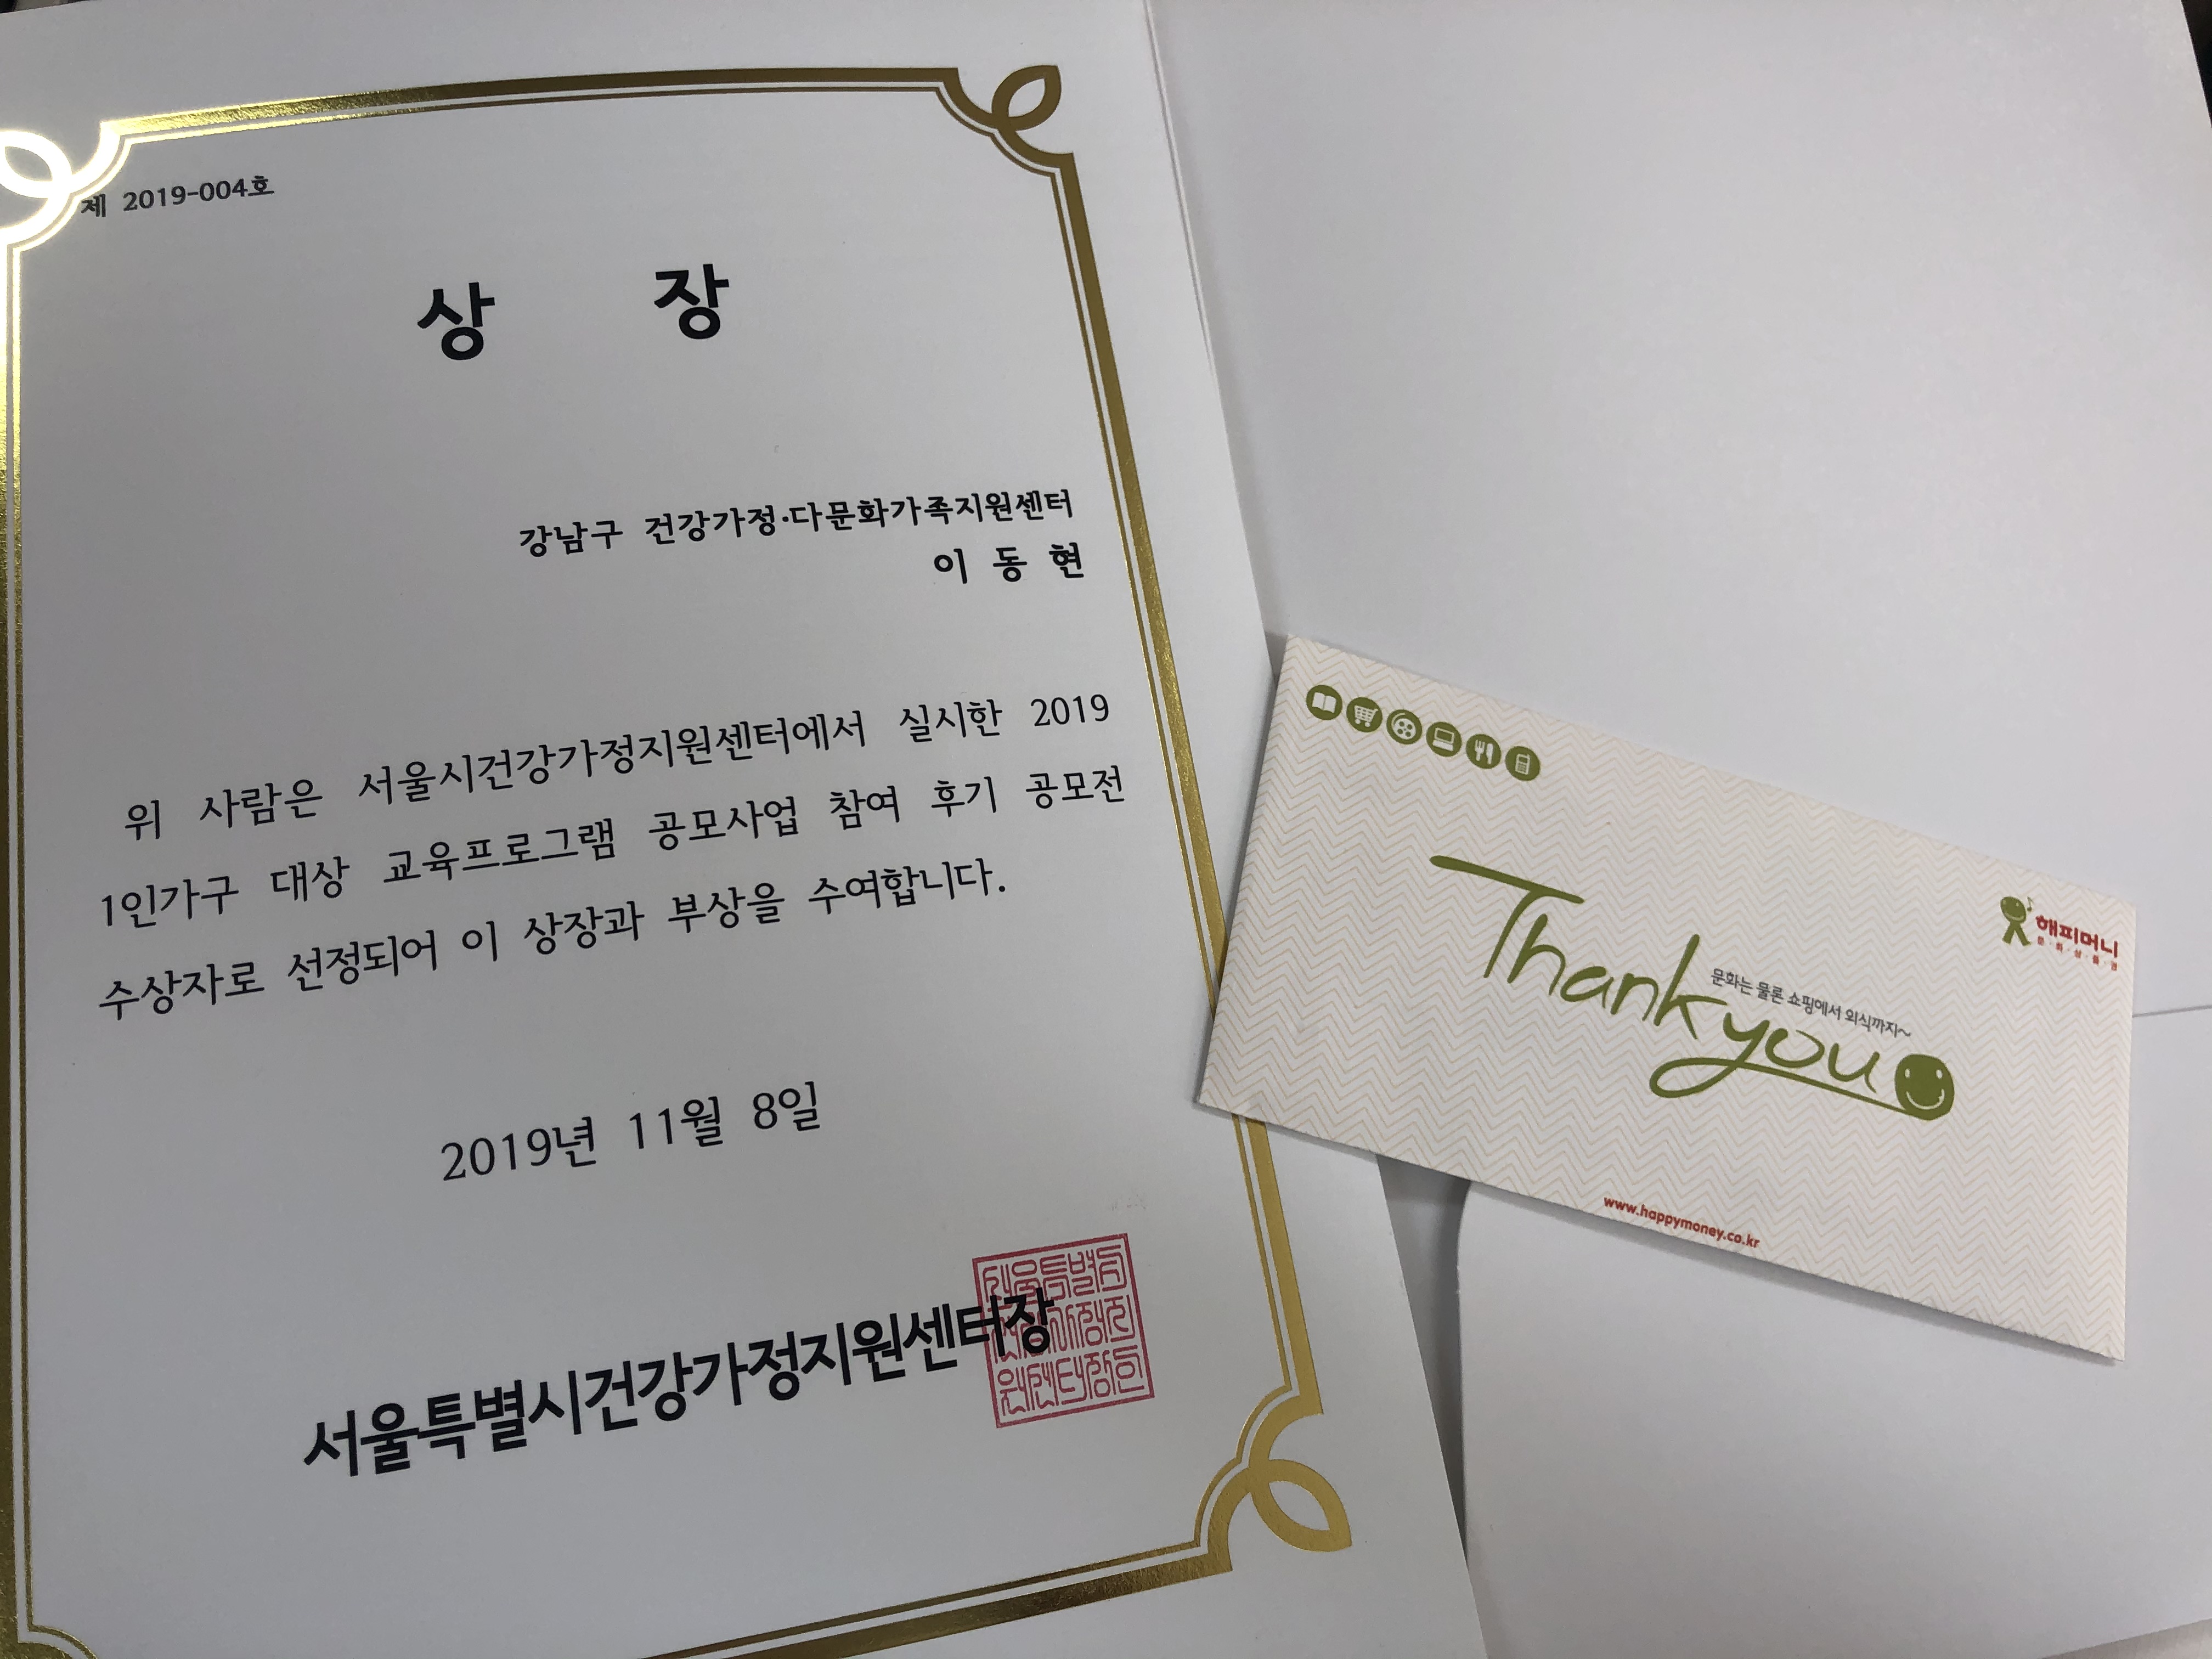 제 2019-004호
상 장
강남구 건강가정·다문화가족지원센터
이 동 현
위 사람은 서울시건강가정지원센터에서 실시한 2019
1인가구 대상 교육프로그램 공모사업 참여 후기 공모전
수상자로 선정되어 이 상장과 부상을 수여합니다.
2019년 11월 8일
서울특별시건강가정지원센터장
해피머니
문·화·상·품·권
Thank you
문화는 물론 쇼핑에서 외식까지~
www.happymoney.co.kr